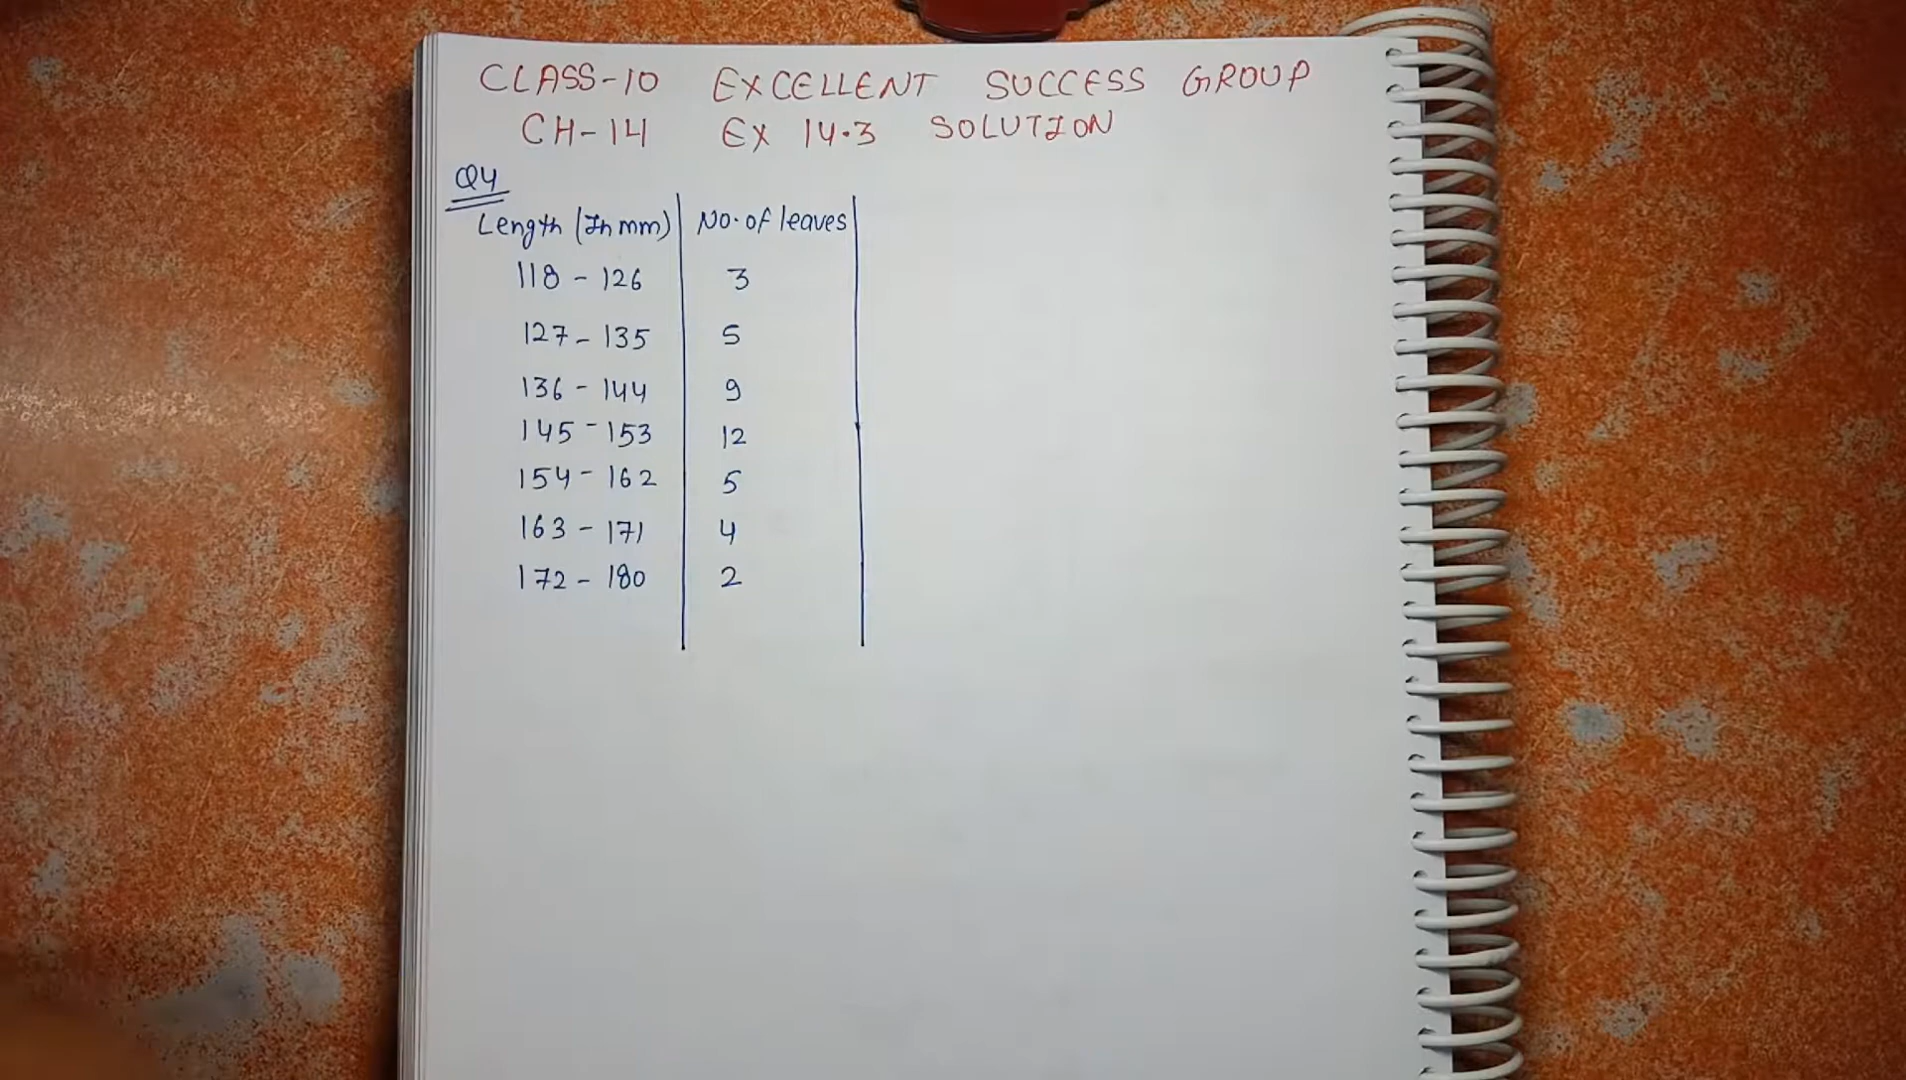 CLASS-10 EXCELLENT SUCCESS GROUP
CH-14 EX 14.3 SOLUTION
Q4
Length (In mm) No. of leaves
118 - 126 3
127 - 135 5
136 - 144 9
145 - 153 12
154 - 162 5
163 - 171 4
172 - 180 2